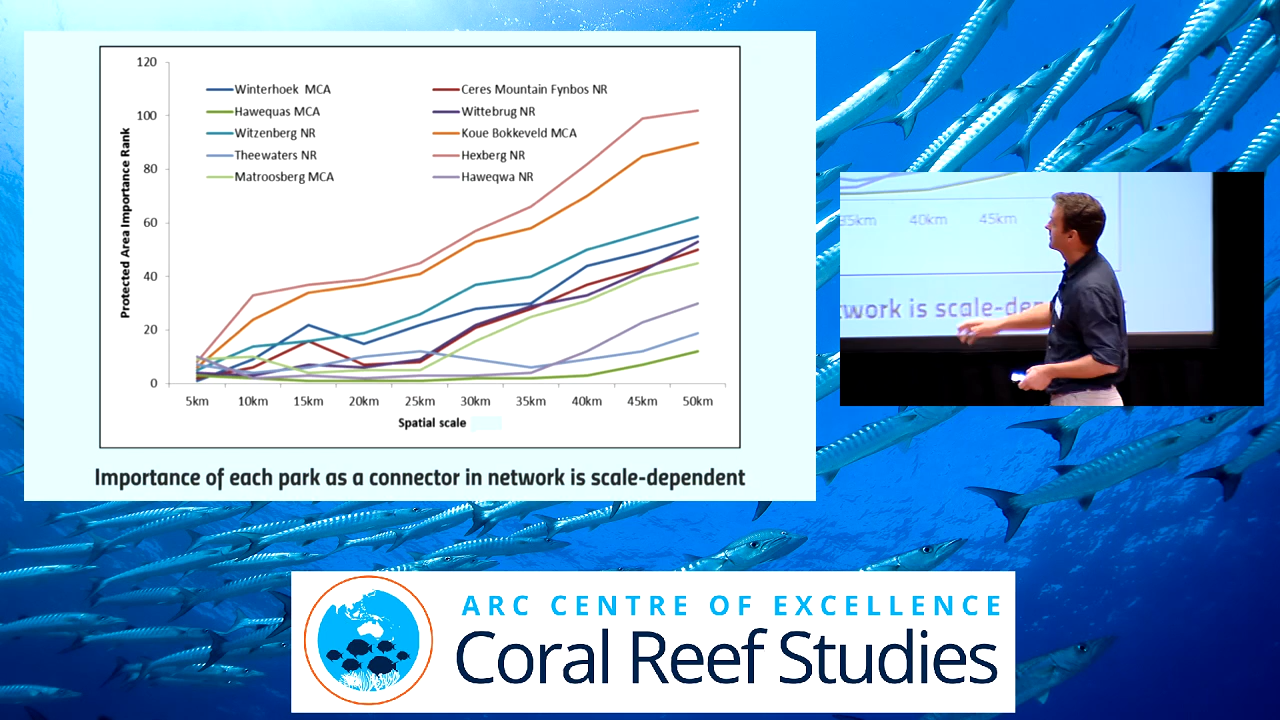 120
100
80
60
40
20
0
Protected Area Importance Rank
Winterhoek MCA
Ceres Mountain Fynbos NR
Hawequas MCA
Wittebrug NR
Witzenberg NR
Koue Bokkeveld MCA
Theewaters NR
Hexberg NR
Matroosberg MCA
Haweqwa NR
5km 10km 15km 20km 25km 30km 35km 40km 45km 50km
Spatial scale
Importance of each park as a connector in network is scale-dependent
35km 40km 45km
twork is scale-dep
ARC CENTRE OF EXCELLENCE
Coral Reef Studies